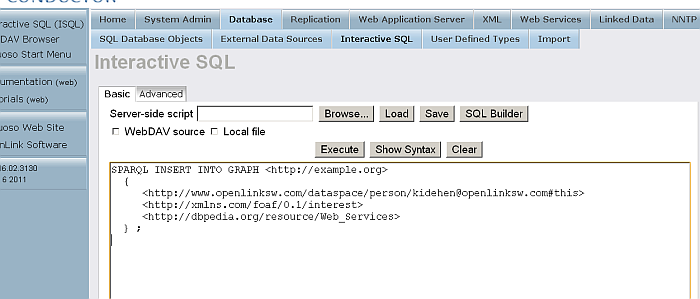 Home System Admin Database Replication Web Application Server XML Web Services Linked Data NNTP
SQL Database Objects External Data Sources Interactive SQL User Defined Types Import
ractive SQL (ISQL)
DAV Browser
uoso Start Menu
umentation (web)
orials (web)
uoso Web Site
nLink Software
06.02.3130
6 2011
Interactive SQL
Basic Advanced
Server-side script Browse... Load Save SQL Builder
WebDAV source Local file
Execute Show Syntax Clear
SPARQL INSERT INTO GRAPH <http://example.org>
{
<http://www.openlinksw.com/dataspace/person/kidehen@openlinksw.com#this>
<http://xmlns.com/foaf/0.1/interest>
<http://dbpedia.org/resource/Web_Services>
} ;